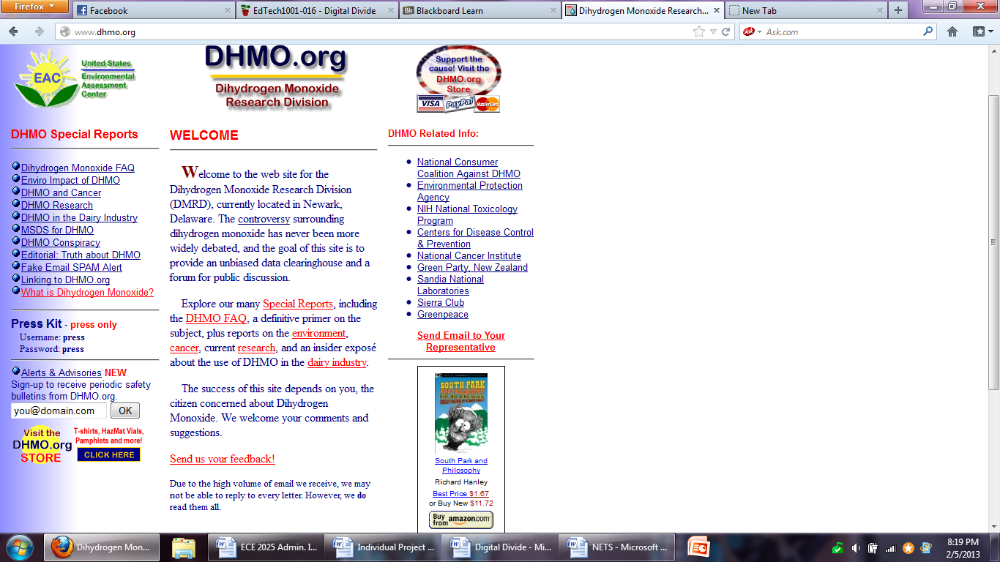 Firefox
Facebook
EdTech1001-016 - Digital Divide
Blackboard Learn
Dihydrogen Monoxide Research...
New Tab
www.dhmo.org
Ask.com
EAC
United States
Environmental
Assessment
Center
DHMO.org
Dihydrogen Monoxide
Research Division
Support the
cause! Visit the
DHMO.org
Store
VISA PayPal MasterCard
DHMO Special Reports
Dihydrogen Monoxide FAQ
Enviro Impact of DHMO
DHMO and Cancer
DHMO Research
DHMO in the Dairy Industry
MSDS for DHMO
DHMO Conspiracy
Editorial: Truth about DHMO
Fake Email SPAM Alert
Linking to DHMO.org
What is Dihydrogen Monoxide?
Press Kit - press only
Username: press
Password: press
Alerts & Advisories NEW
Sign-up to receive periodic safety
bulletins from DHMO.org.
you@domain.com OK
Visit the
DHMO.org
STORE
T-shirts, HazMat Vials,
Pamphlets and more!
CLICK HERE
WELCOME
Welcome to the web site for the
Dihydrogen Monoxide Research Division
(DMRD), currently located in Newark,
Delaware. The controversy surrounding
dihydrogen monoxide has never been more
widely debated, and the goal of this site is to
provide an unbiased data clearinghouse and a
forum for public discussion.
Explore our many Special Reports, including
the DHMO FAQ, a definitive primer on the
subject, plus reports on the environment,
cancer, current research, and an insider exposé
about the use of DHMO in the dairy industry.
The success of this site depends on you, the
citizen concerned about Dihydrogen
Monoxide. We welcome your comments and
suggestions.
Send us your feedback!
Due to the high volume of email we receive, we may
not be able to reply to every letter. However, we do
read them all.
DHMO Related Info:
National Consumer
Coalition Against DHMO
Environmental Protection
Agency
NIH National Toxicology
Program
Centers for Disease Control
& Prevention
National Cancer Institute
Green Party, New Zealand
Sandia National
Laboratories
Sierra Club
Greenpeace
Send Email to Your
Representative
SOUTH PARK
South Park and
Philosophy
Richard Hanley
Best Price $1.67
or Buy New $11.72
Buy
from amazon.com
Dihydrogen Mon...
ECE 2025 Admin. I...
Individual Project ...
Digital Divide - Mi...
NETS - Microsoft ...
8:19 PM
2/5/2013